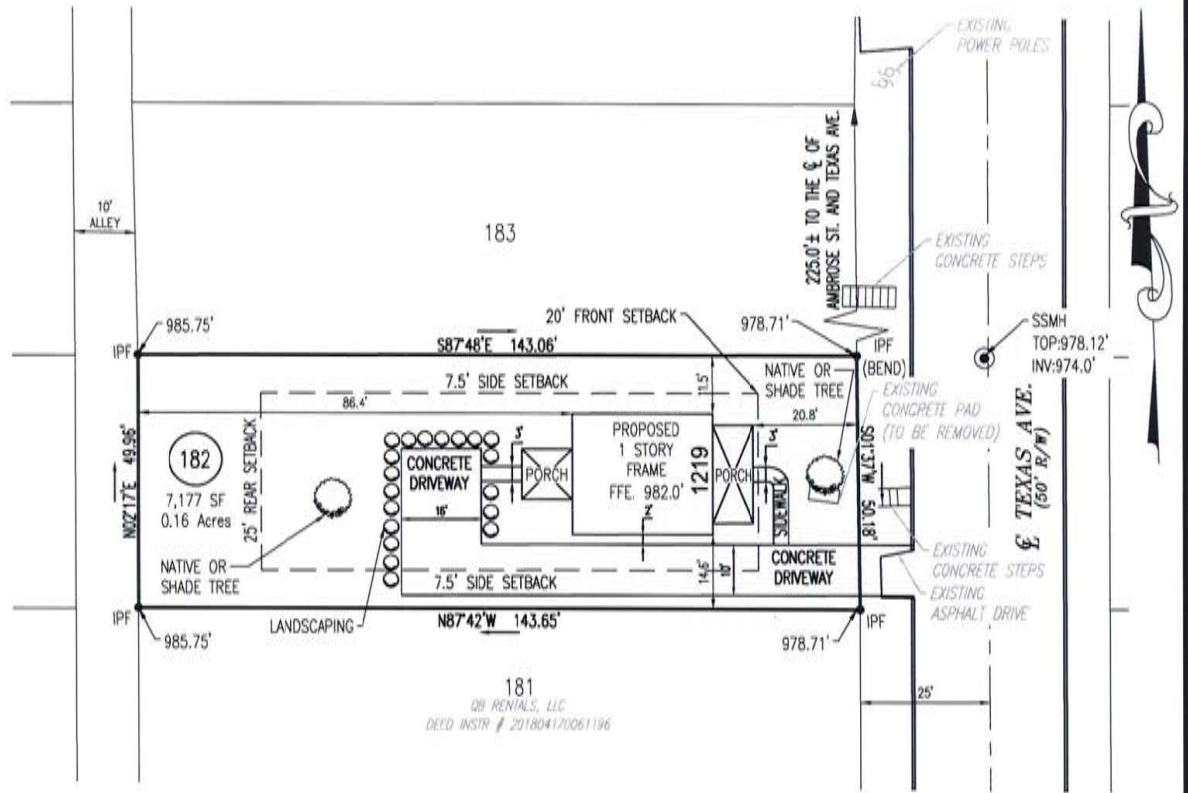 EXISTING
POWER POLES
10'
ALLEY
183
225.0'± TO THE ℄ OF
AMBROSE ST. AND TEXAS AVE.
EXISTING
CONCRETE STEPS
985.75'
20' FRONT SETBACK
978.71'
SSMH
TOP:978.12'
INV:974.0'
IPF
S87°48'E 143.06'
IPF
(BEND)
7.5' SIDE SETBACK
NATIVE OR
SHADE TREE
EXISTING
CONCRETE PAD
(TO BE REMOVED)
86.4'
11.5'
20.8'
N02°17'E 49.96'
182
7,177 SF
0.16 Acres
25' REAR SETBACK
CONCRETE
DRIVEWAY
16'
3'
PORCH
PROPOSED
1 STORY
FRAME
FFE. 982.0'
1219
PORCH
3'
SIDEWALK
S01°37'W 50.18'
℄ TEXAS AVE.
(50' R/W)
2'
NATIVE OR
SHADE TREE
7.5' SIDE SETBACK
14.6'
10'
CONCRETE
DRIVEWAY
EXISTING
CONCRETE STEPS
EXISTING
ASPHALT DRIVE
IPF
LANDSCAPING
N87°42'W 143.65'
IPF
985.75'
978.71'
181
QB RENTALS, LLC
DEED INSTR # 201804170061196
25'